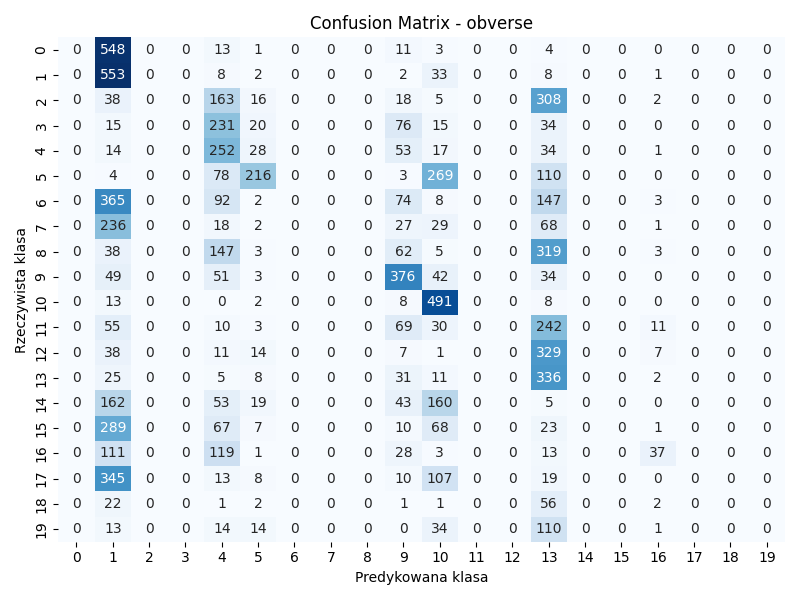 Confusion Matrix - obverse
Rzeczywista klasa
0 0 548 0 0 13 1 0 0 0 11 3 0 0 4 0 0 0 0 0 0
1 0 553 0 0 8 2 0 0 0 2 33 0 0 8 0 0 1 0 0 0
2 0 38 0 0 163 16 0 0 0 18 5 0 0 308 0 0 2 0 0 0
3 0 15 0 0 231 20 0 0 0 76 15 0 0 34 0 0 0 0 0 0
4 0 14 0 0 252 28 0 0 0 53 17 0 0 34 0 0 1 0 0 0
5 0 4 0 0 78 216 0 0 0 3 269 0 0 110 0 0 0 0 0 0
6 0 365 0 0 92 2 0 0 0 74 8 0 0 147 0 0 3 0 0 0
7 0 236 0 0 18 2 0 0 0 27 29 0 0 68 0 0 1 0 0 0
8 0 38 0 0 147 3 0 0 0 62 5 0 0 319 0 0 3 0 0 0
9 0 49 0 0 51 3 0 0 0 376 42 0 0 34 0 0 0 0 0 0
10 0 13 0 0 0 2 0 0 0 8 491 0 0 8 0 0 0 0 0 0
11 0 55 0 0 10 3 0 0 0 69 30 0 0 242 0 0 11 0 0 0
12 0 38 0 0 11 14 0 0 0 7 1 0 0 329 0 0 7 0 0 0
13 0 25 0 0 5 8 0 0 0 31 11 0 0 336 0 0 2 0 0 0
14 0 162 0 0 53 19 0 0 0 43 160 0 0 5 0 0 0 0 0 0
15 0 289 0 0 67 7 0 0 0 10 68 0 0 23 0 0 1 0 0 0
16 0 111 0 0 119 1 0 0 0 28 3 0 0 13 0 0 37 0 0 0
17 0 345 0 0 13 8 0 0 0 10 107 0 0 19 0 0 0 0 0 0
18 0 22 0 0 1 2 0 0 0 1 1 0 0 56 0 0 2 0 0 0
19 0 13 0 0 14 14 0 0 0 0 34 0 0 110 0 0 1 0 0 0
0 1 2 3 4 5 6 7 8 9 10 11 12 13 14 15 16 17 18 19
Predykowana klasa